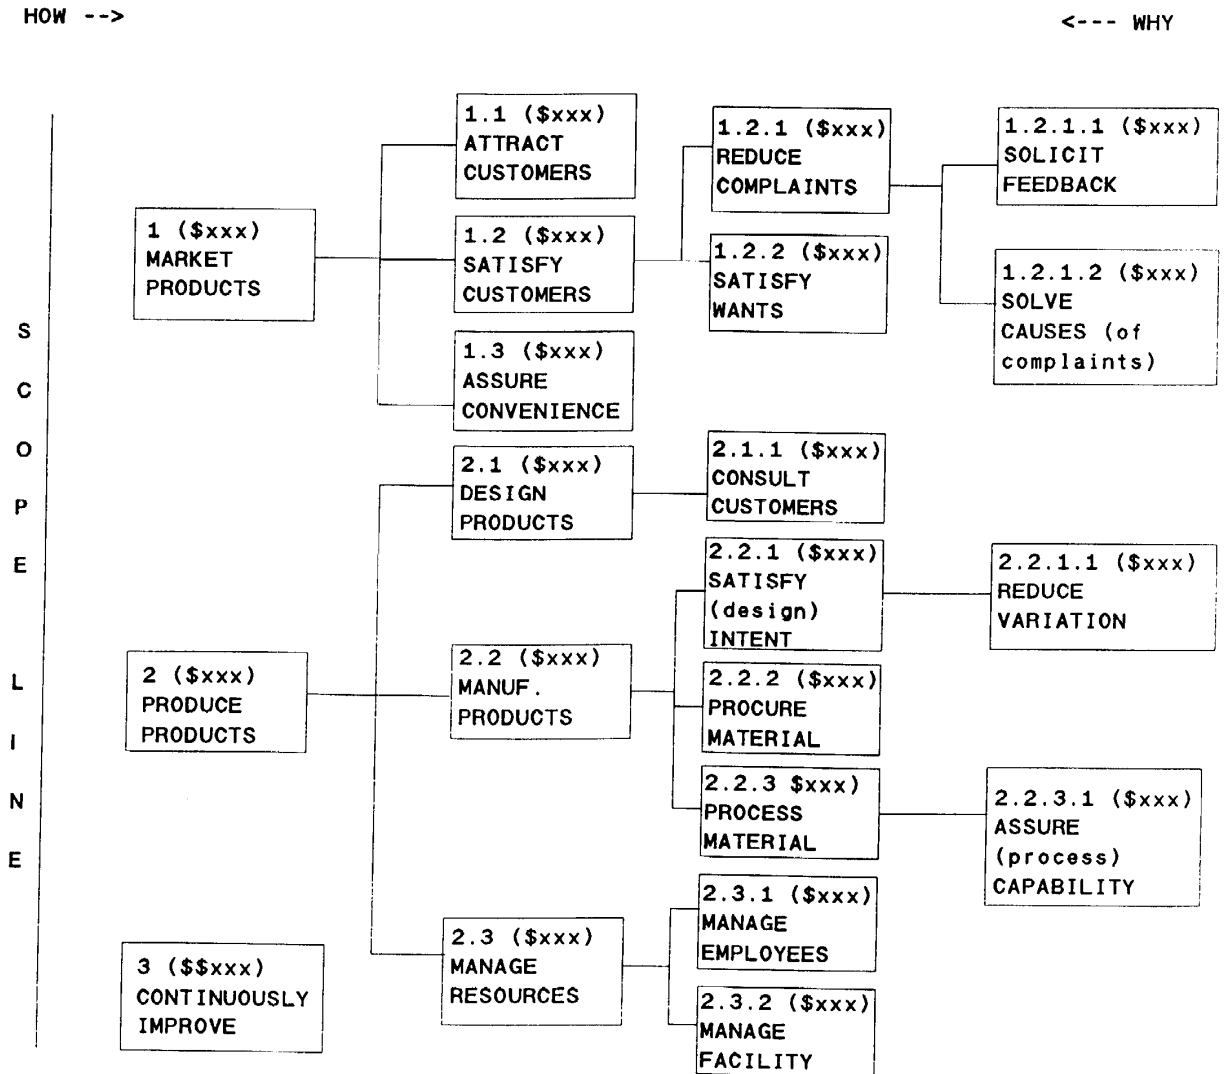 HOW -->
<--- WHY
SCOPE LINE
1 ($xxx)
MARKET
PRODUCTS
1.1 ($xxx)
ATTRACT
CUSTOMERS
1.2 ($xxx)
SATISFY
CUSTOMERS
1.3 ($xxx)
ASSURE
CONVENIENCE
1.2.1 ($xxx)
REDUCE
COMPLAINTS
1.2.2 ($xxx)
SATISFY
WANTS
1.2.1.1 ($xxx)
SOLICIT
FEEDBACK
1.2.1.2 ($xxx)
SOLVE
CAUSES (of
complaints)
2 ($xxx)
PRODUCE
PRODUCTS
2.1 ($xxx)
DESIGN
PRODUCTS
2.1.1 ($xxx)
CONSULT
CUSTOMERS
2.2 ($xxx)
MANUF.
PRODUCTS
2.2.1 ($xxx)
SATISFY
(design)
INTENT
2.2.1.1 ($xxx)
REDUCE
VARIATION
2.2.2 ($xxx)
PROCURE
MATERIAL
2.2.3 $xxx)
PROCESS
MATERIAL
2.2.3.1 ($xxx)
ASSURE
(process)
CAPABILITY
2.3 ($xxx)
MANAGE
RESOURCES
2.3.1 ($xxx)
MANAGE
EMPLOYEES
2.3.2 ($xxx)
MANAGE
FACILITY
3 ($$xxx)
CONTINUOUSLY
IMPROVE